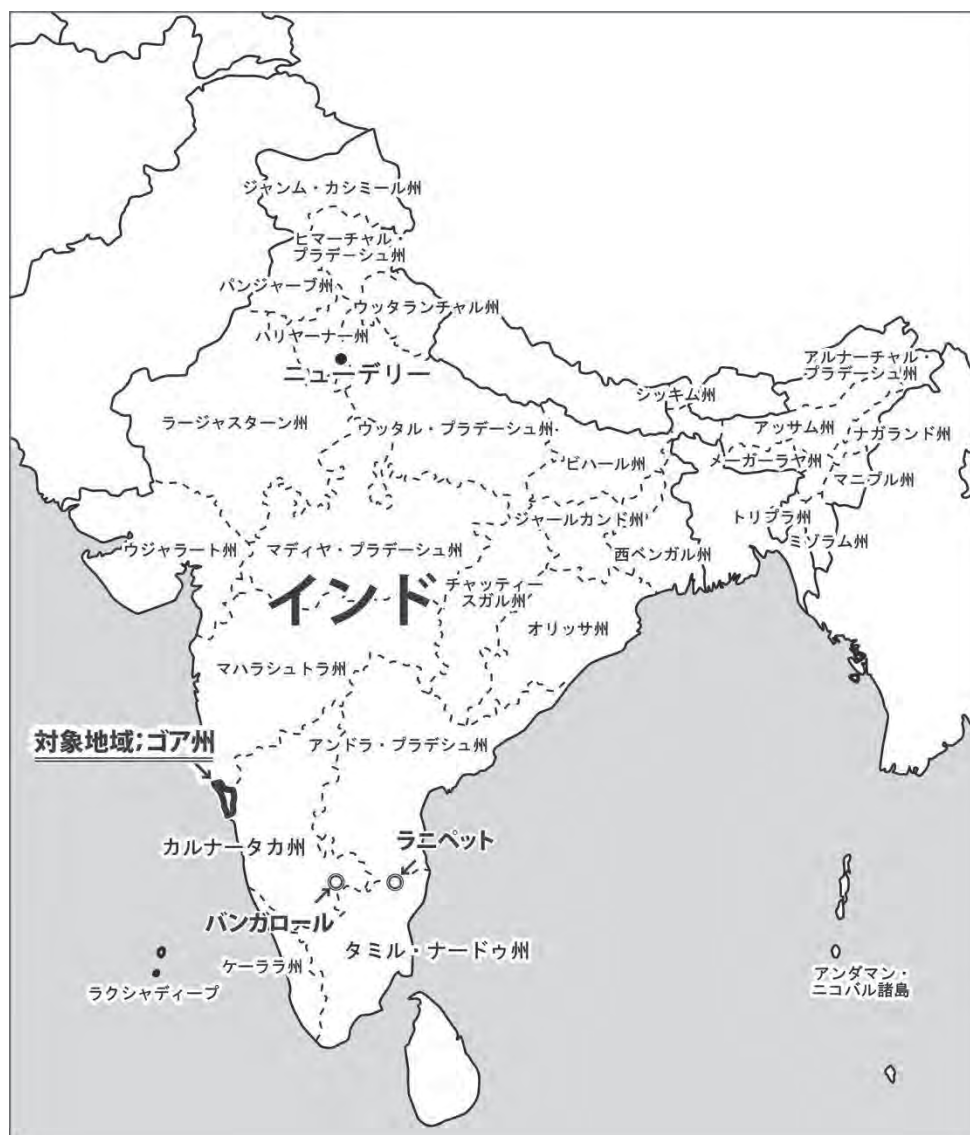 ジャンム・カシミール州
ヒマーチャル・
プラデーシュ州
パンジャーブ州
ウッタランチャル州
ハリヤーナー州
ニューデリー
アルナーチャル・
プラデーシュ州
シッキム州
ラージャスターン州
ウッタル・プラデーシュ州
アッサム州
ナガランド州
ビハール州
メーガーラヤ州
マニプル州
ジャールカンド州
トリプラ州
ウジャラート州
マディヤ・プラデーシュ州
西ベンガル州
ミゾラム州
インド
チャッティー
スガル州
オリッサ州
マハラシュトラ州
対象地域;ゴア州
アンドラ・プラデシュ州
ラニペット
カルナータカ州
バンガロール
タミル・ナードゥ州
ケーララ州
ラクシャディープ
アンダマン・
ニコバル諸島